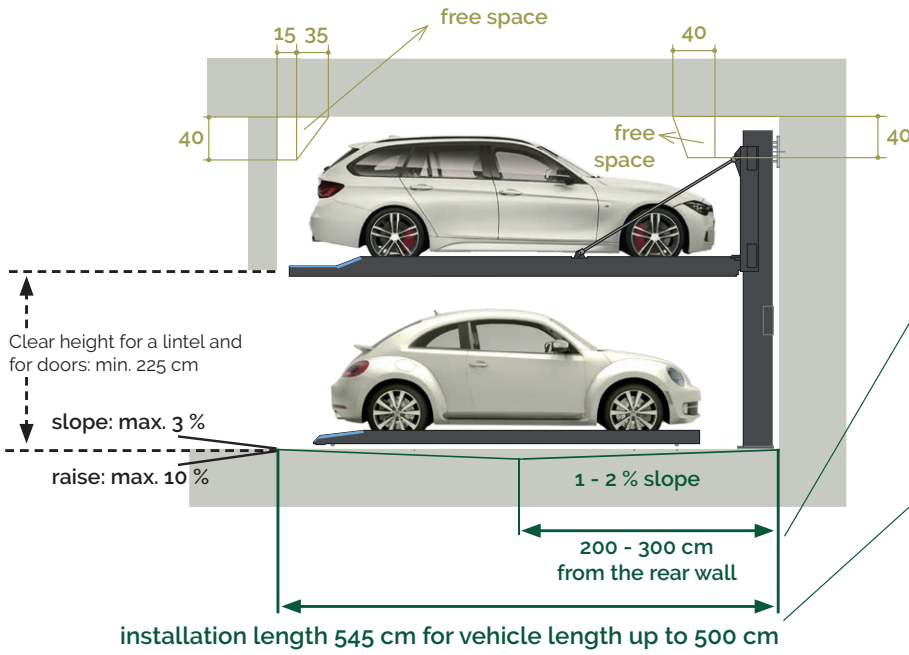 free space
15 35
40
40
free
space
40
Clear height for a lintel and
for doors: min. 225 cm
slope: max. 3 %
raise: max. 10 %
1 - 2 % slope
200 - 300 cm
from the rear wall
installation length 545 cm for vehicle length up to 500 cm